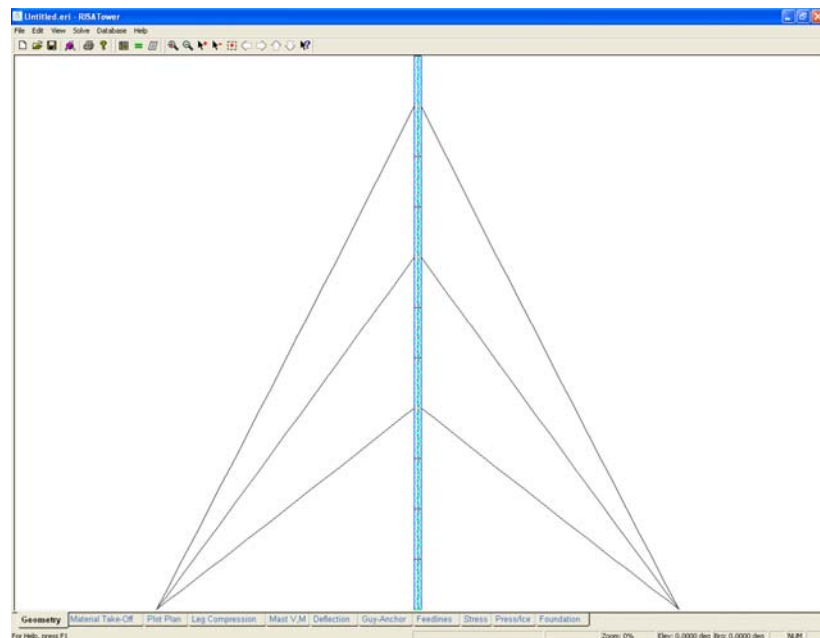 Untitled.eri - RISATower
File Edit View Solve Database Help
Geometry Material Take-Off Plot Plan Leg Compression Mast V,M Deflection Guy-Anchor Feedlines Stress Press/Ice Foundation
For Help, press F1 Zoom: 0% Elev: 0.0000 deg Brg: 0.0000 deg NUM